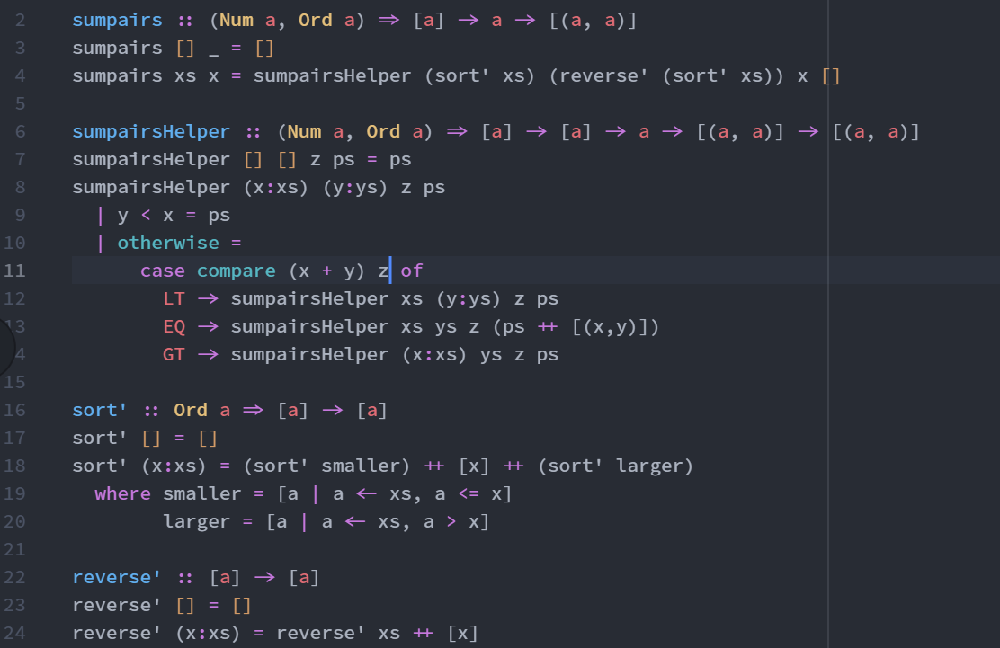 2 sumpairs :: (Num a, Ord a) => [a] -> a -> [(a, a)]
3 sumpairs [] _ = []
4 sumpairs xs x = sumpairsHelper (sort' xs) (reverse' (sort' xs)) x []
5
6 sumpairsHelper :: (Num a, Ord a) => [a] -> [a] -> a -> [(a, a)] -> [(a, a)]
7 sumpairsHelper [] [] z ps = ps
8 sumpairsHelper (x:xs) (y:ys) z ps
9   | y < x = ps
10   | otherwise =
11       case compare (x + y) z of
12         LT -> sumpairsHelper xs (y:ys) z ps
13         EQ -> sumpairsHelper xs ys z (ps ++ [(x,y)])
4         GT -> sumpairsHelper (x:xs) ys z ps
15
16 sort' :: Ord a => [a] -> [a]
17 sort' [] = []
18 sort' (x:xs) = (sort' smaller) ++ [x] ++ (sort' larger)
19   where smaller = [a | a <- xs, a <= x]
20         larger = [a | a <- xs, a > x]
21
22 reverse' :: [a] -> [a]
23 reverse' [] = []
24 reverse' (x:xs) = reverse' xs ++ [x]